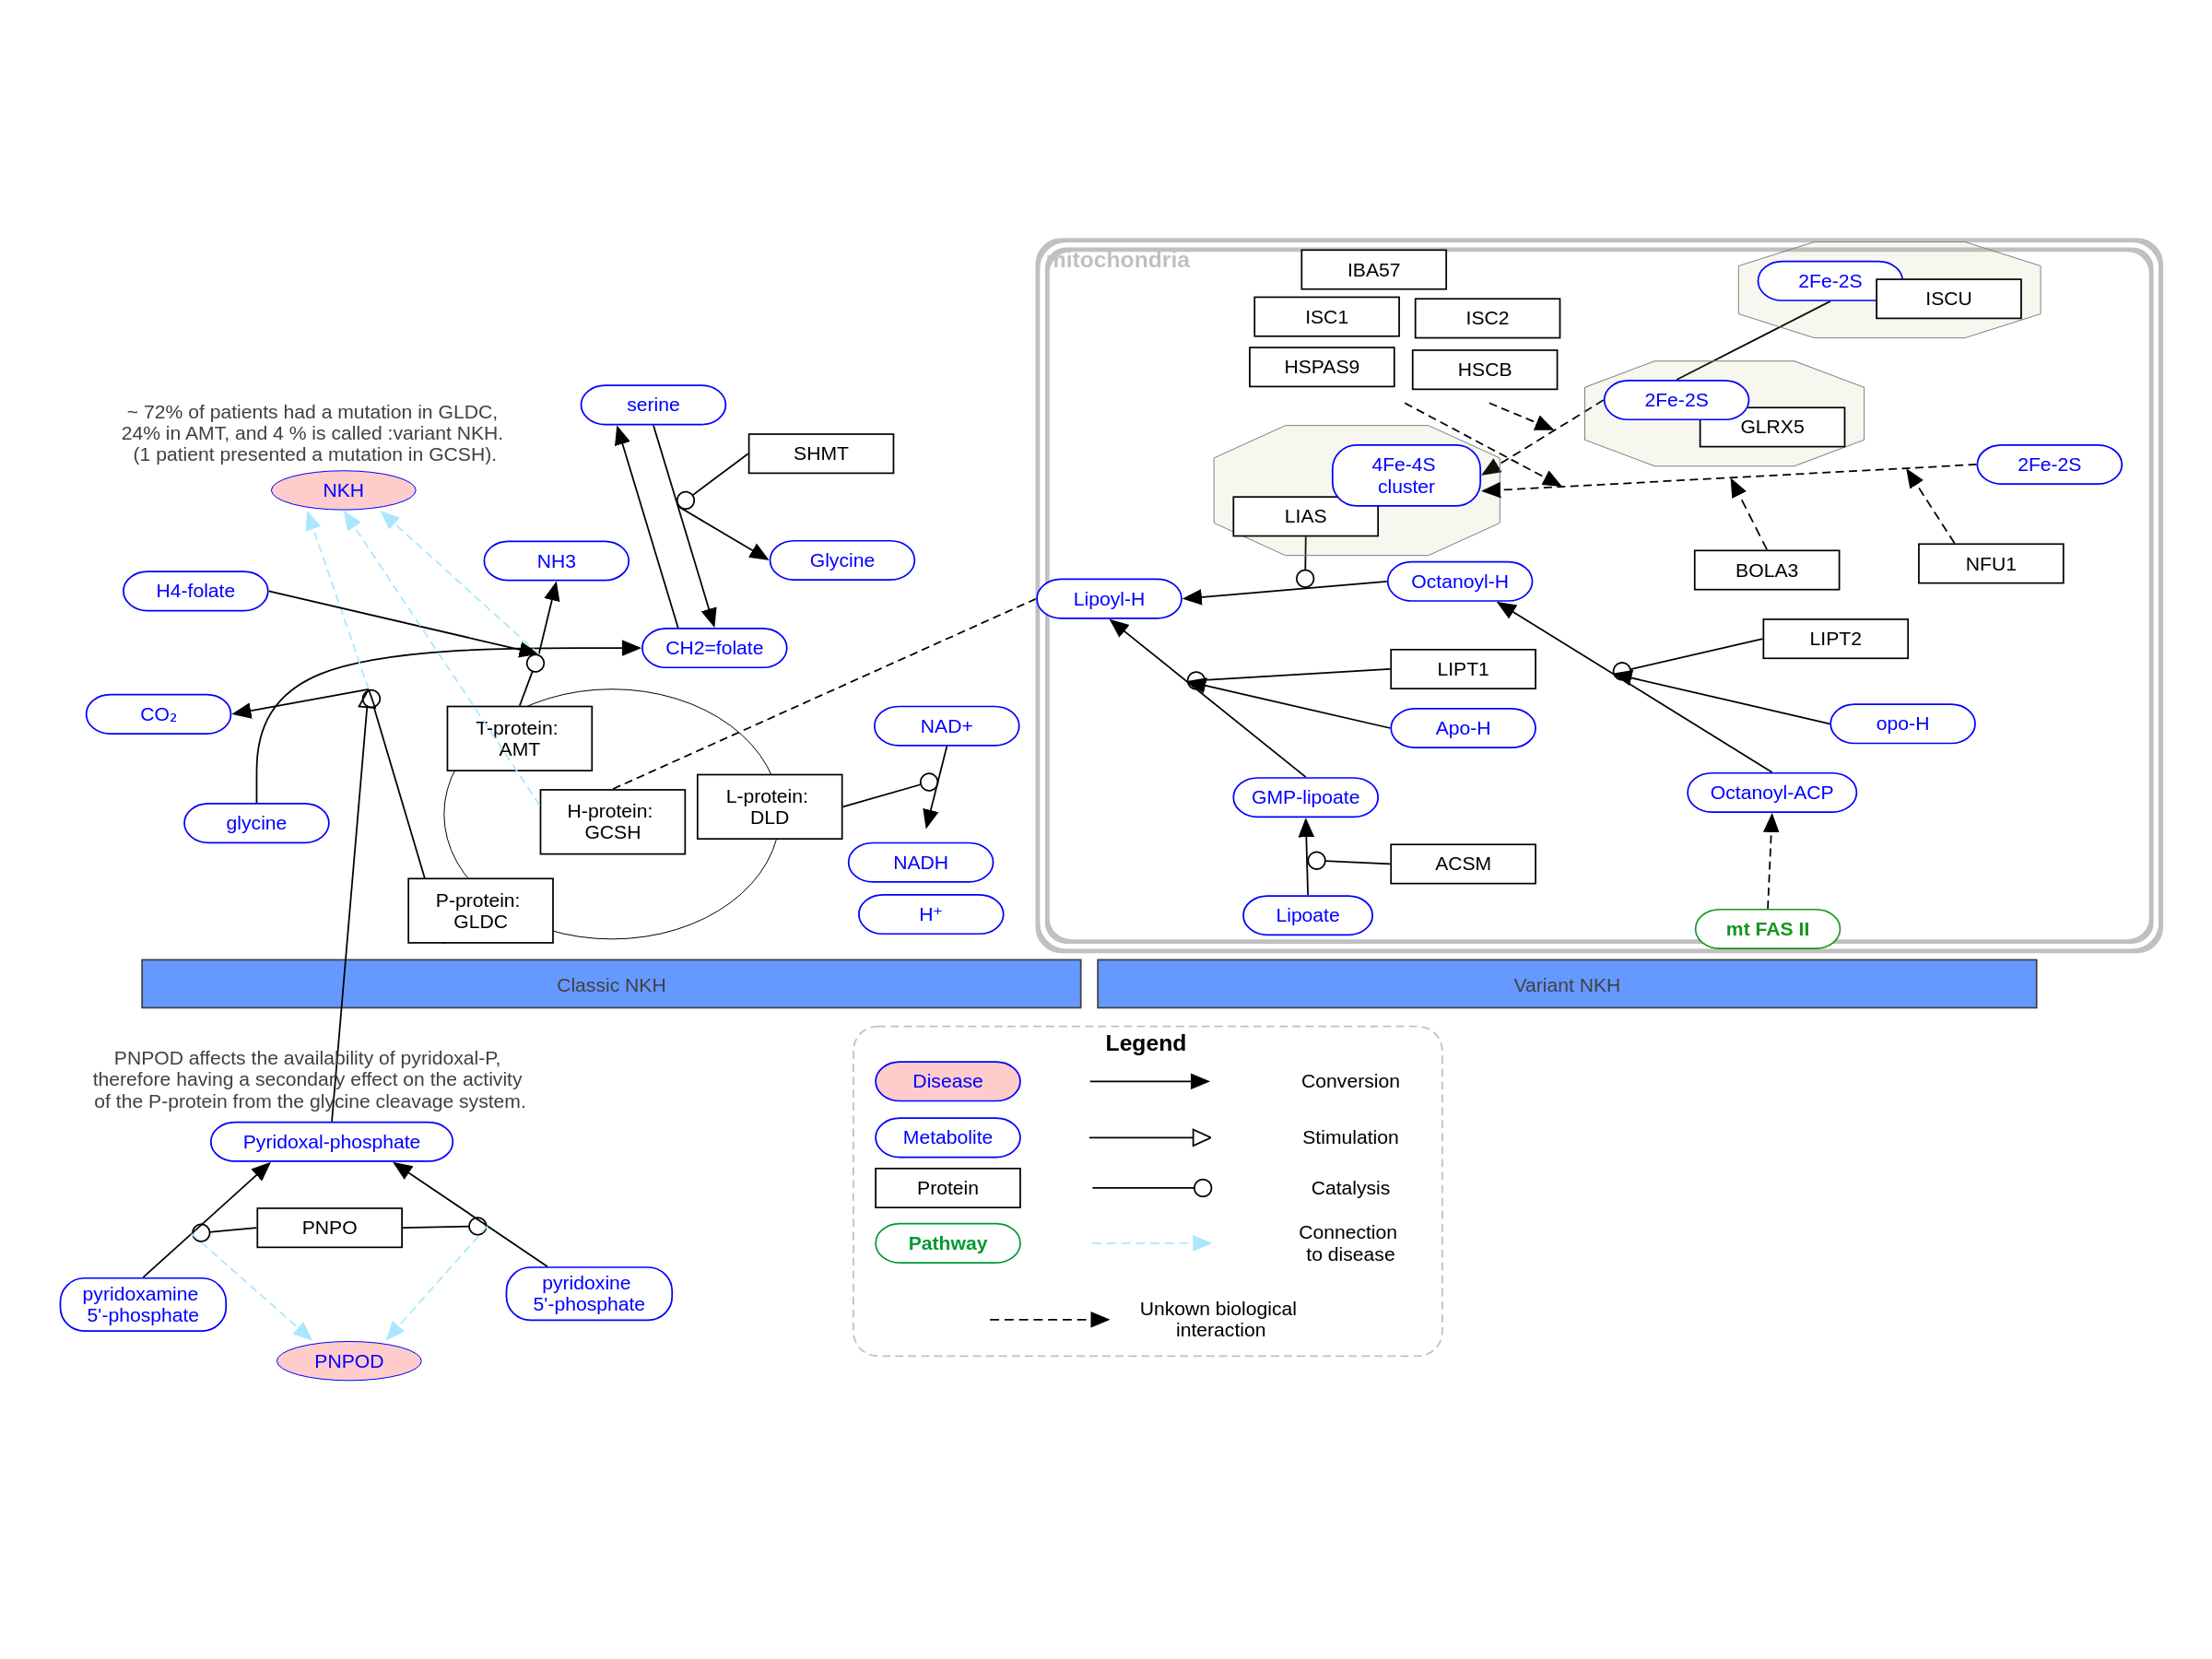 mitochondria
IBA57
ISC1
ISC2
HSPAS9
HSCB
2Fe-2S
ISCU
2Fe-2S
GLRX5
2Fe-2S
4Fe-4S
cluster
LIAS
BOLA3
NFU1
~ 72% of patients had a mutation in GLDC,
24% in AMT, and 4 % is called :variant NKH.
(1 patient presented a mutation in GCSH).
NKH
serine
SHMT
NH3
Glycine
H4-folate
CH2=folate
CO₂
glycine
T-protein:
AMT
H-protein:
GCSH
L-protein:
DLD
P-protein:
GLDC
NAD+
NADH
H⁺
Lipoyl-H
Octanoyl-H
LIPT2
LIPT1
Apo-H
opo-H
GMP-lipoate
Octanoyl-ACP
ACSM
Lipoate
mt FAS II
Classic NKH
Variant NKH
PNPOD affects the availability of pyridoxal-P,
therefore having a secondary effect on the activity
of the P-protein from the glycine cleavage system.
Pyridoxal-phosphate
PNPO
pyridoxamine
5'-phosphate
pyridoxine
5'-phosphate
PNPOD
Legend
Disease
Conversion
Metabolite
Stimulation
Protein
Catalysis
Pathway
Connection
to disease
Unkown biological
interaction